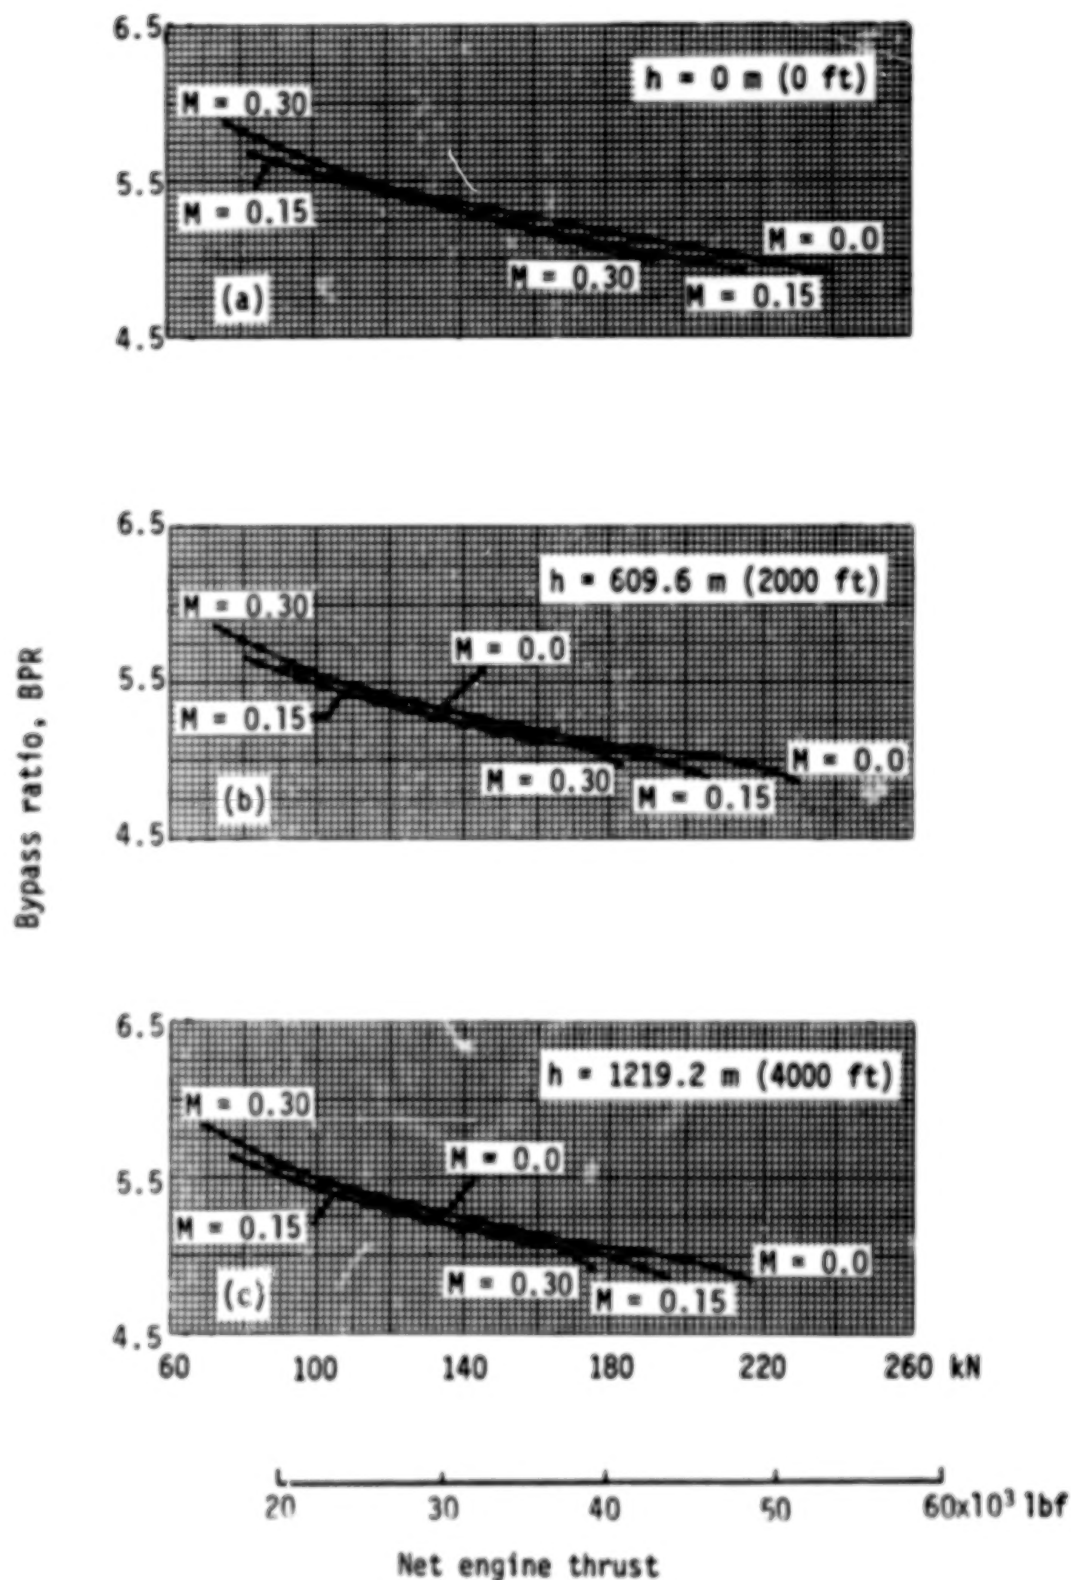 6.5
h = 0 m (0 ft)
M = 0.30
5.5
M = 0.15
M = 0.0
M = 0.30
M = 0.15
(a)
4.5
Bypass ratio, BPR
6.5
h = 609.6 m (2000 ft)
M = 0.30
M = 0.0
5.5
M = 0.15
M = 0.0
M = 0.30
M = 0.15
(b)
4.5
6.5
h = 1219.2 m (4000 ft)
M = 0.30
M = 0.0
5.5
M = 0.15
M = 0.0
M = 0.30
M = 0.15
(c)
4.5
60 100 140 180 220 260 kN
20 30 40 50 60x10³ lbf
Net engine thrust